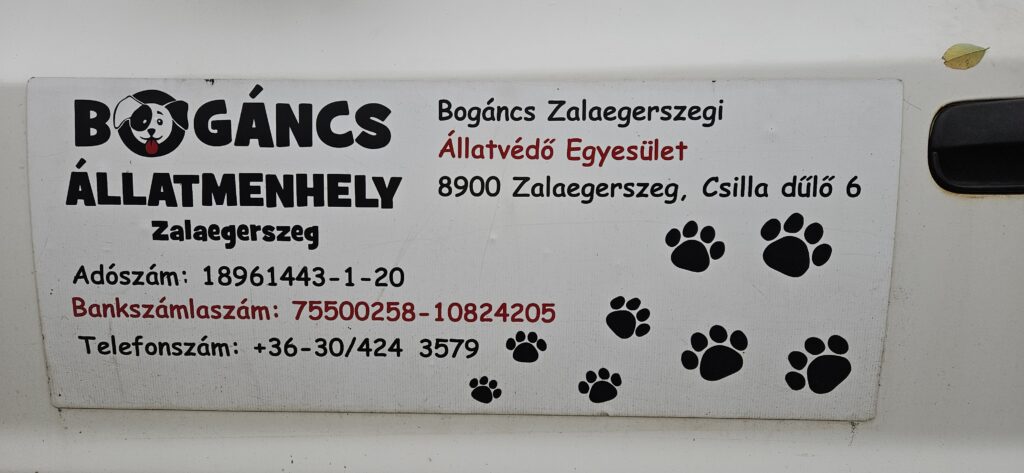 BOGÁNCS
ÁLLATMENHELY
Zalaegerszeg
Bogáncs Zalaegerszegi
Állatvédő Egyesület
8900 Zalaegerszeg, Csilla dűlő 6
Adószám: 18961443-1-20
Bankszámlaszám: 75500258-10824205
Telefonszám: +36-30/424 3579